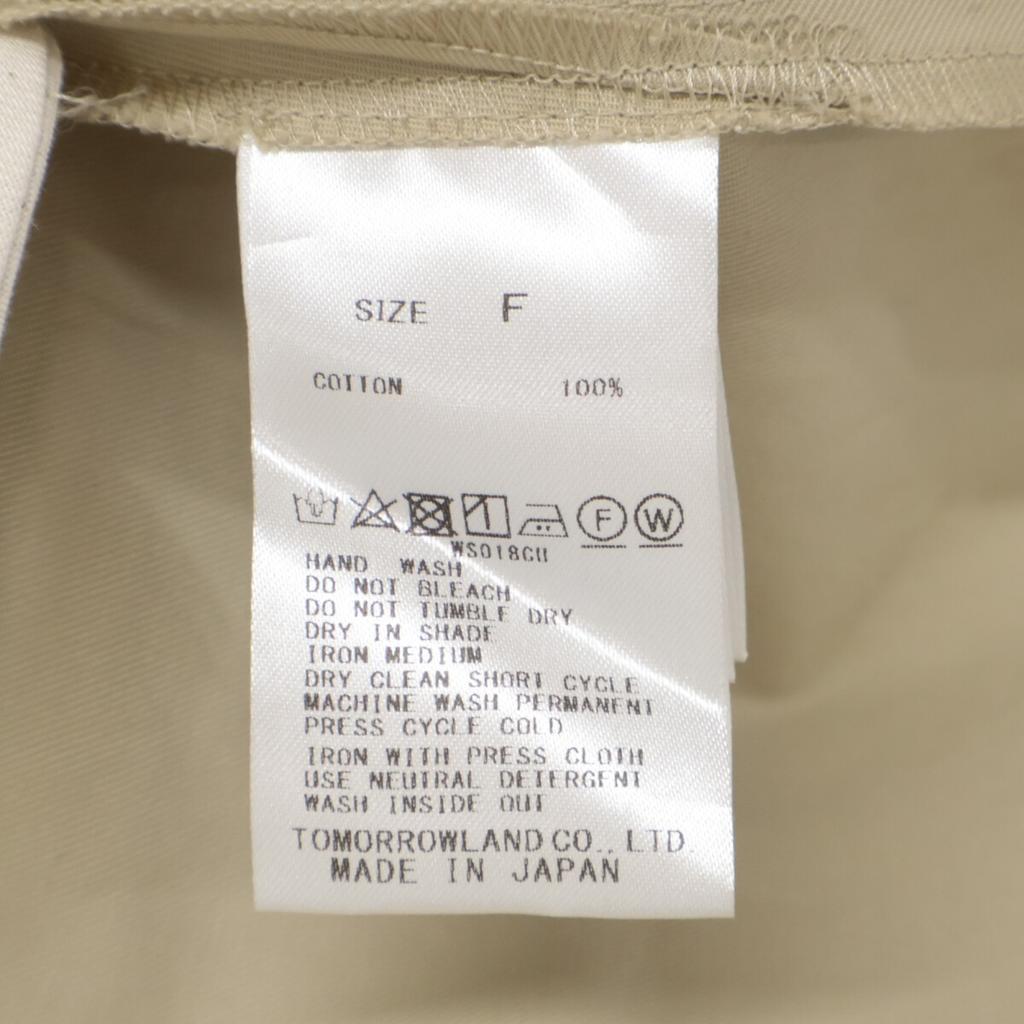 SIZE F
COTTON 100%
F W
WS018CU
HAND WASH
DO NOT BLEACH
DO NOT TUMBLE DRY
DRY IN SHADE
IRON MEDIUM
DRY CLEAN SHORT CYCLE
MACHINE WASH PERMANENT
PRESS CYCLE COLD
IRON WITH PRESS CLOTH
USE NEUTRAL DETERGENT
WASH INSIDE OUT
TOMORROWLAND CO., LTD.
MADE IN JAPAN